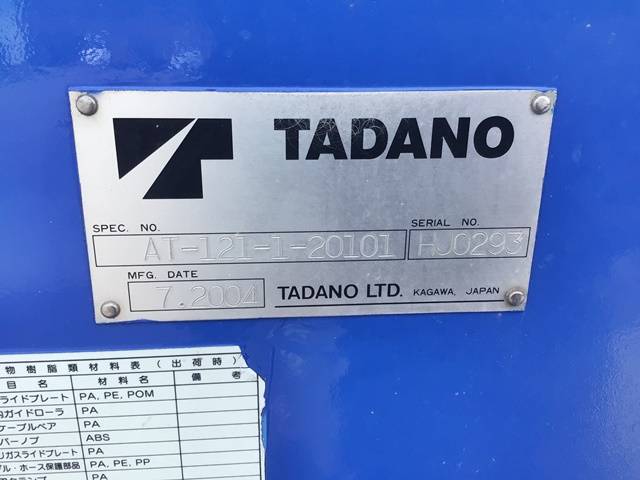 TADANO
SPEC. NO. SERIAL NO.
AT-121-1-20101 HJ0293
MFG. DATE
7.2004 TADANO LTD. KAGAWA, JAPAN
物樹脂類材料表（出荷時）
目 名 材 料 名 備 考
ライドプレート PA, PE, POM
ガイドローラ PA
ケーブルベア PA
バーノブ ABS
リガスライドプレート PA
ル・ホース保護部品 PA, PE, PP
PA